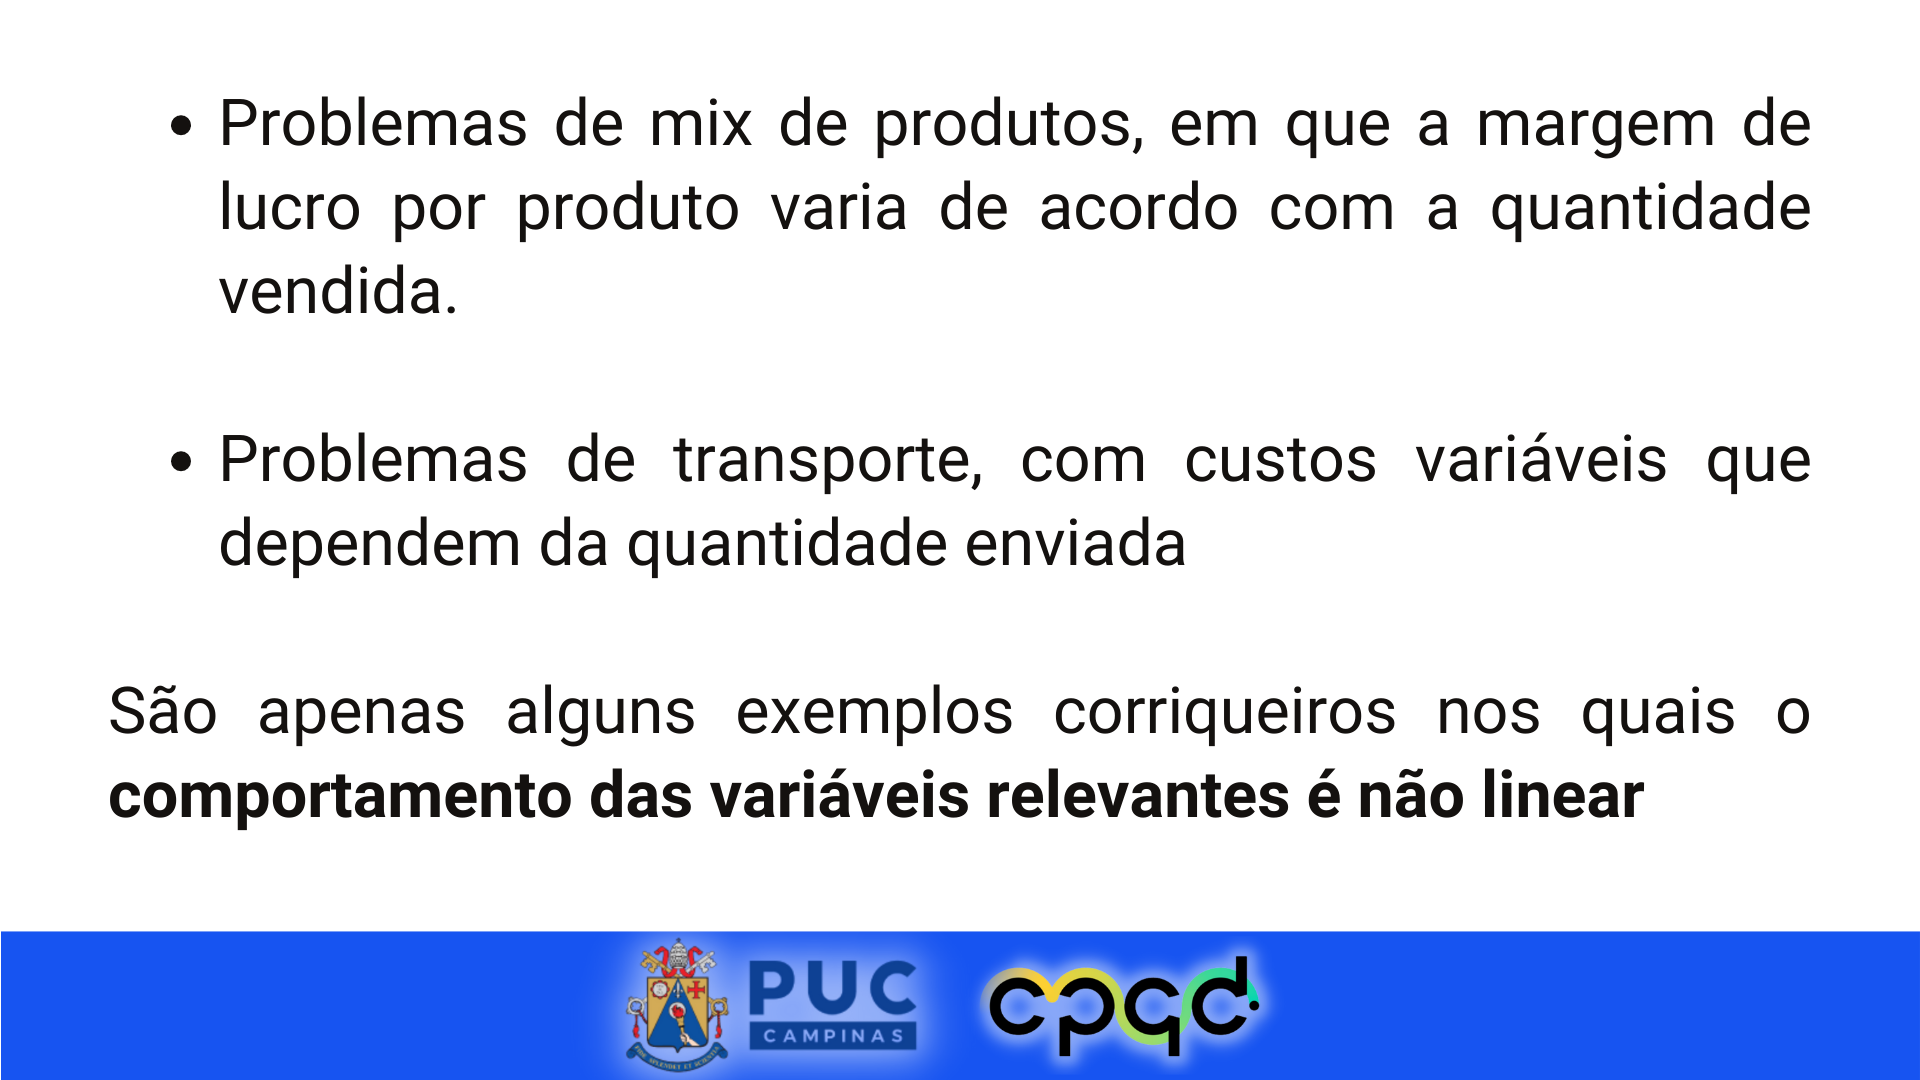 • Problemas de mix de produtos, em que a margem de
lucro por produto varia de acordo com a quantidade
vendida.
• Problemas de transporte, com custos variáveis que
dependem da quantidade enviada
São apenas alguns exemplos corriqueiros nos quais o
comportamento das variáveis relevantes é não linear
PUC
CAMPINAS
cpqd